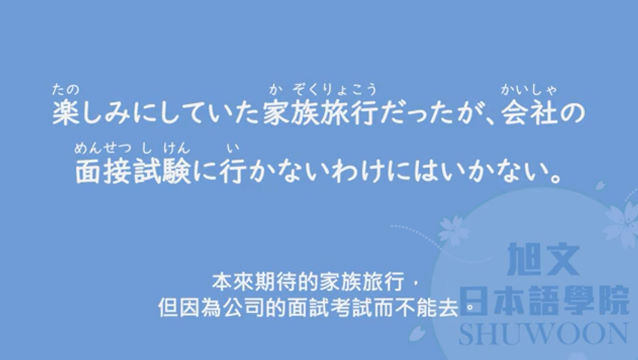 たの か ぞくりょこう かいしゃ
楽しみにしていた家族旅行だったが、会社の
めんせつ し けん い
面接試験に行かないわけにはいかない。
本來期待的家族旅行，
但因為公司的面試考試而不能去。
旭文
日本語學院
SHUWOON